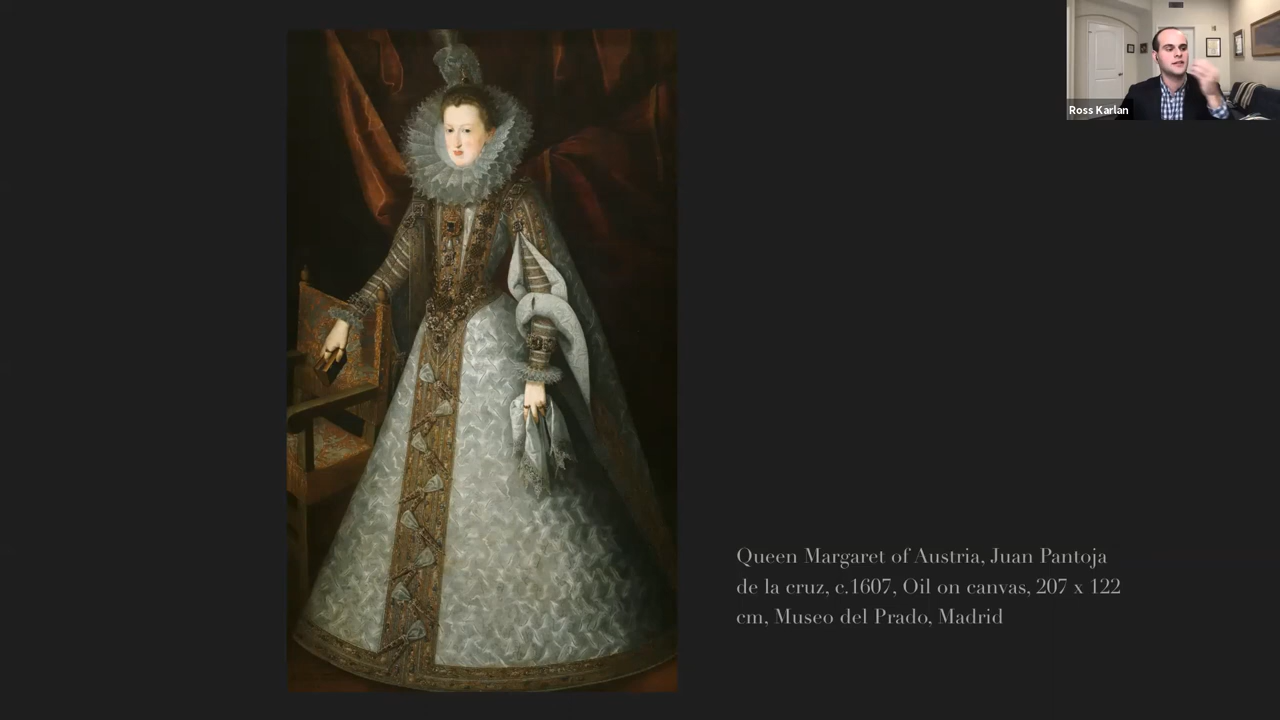 Ross Karlan
Queen Margaret of Austria, Juan Pantoja
de la cruz, c.1607, Oil on canvas, 207 x 122
cm, Museo del Prado, Madrid